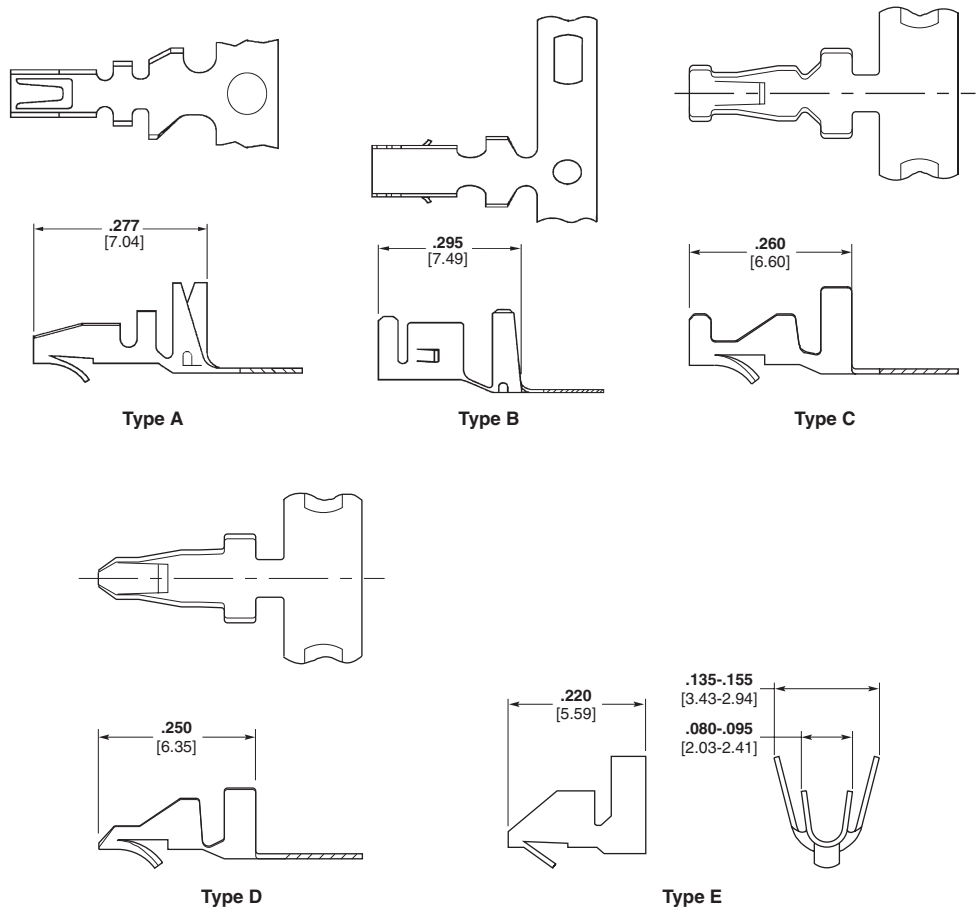 .277
[7.04]
.295
[7.49]
.260
[6.60]
Type A
Type B
Type C
.250
[6.35]
.220
[5.59]
.135-.155
[3.43-2.94]
.080-.095
[2.03-2.41]
Type D
Type E